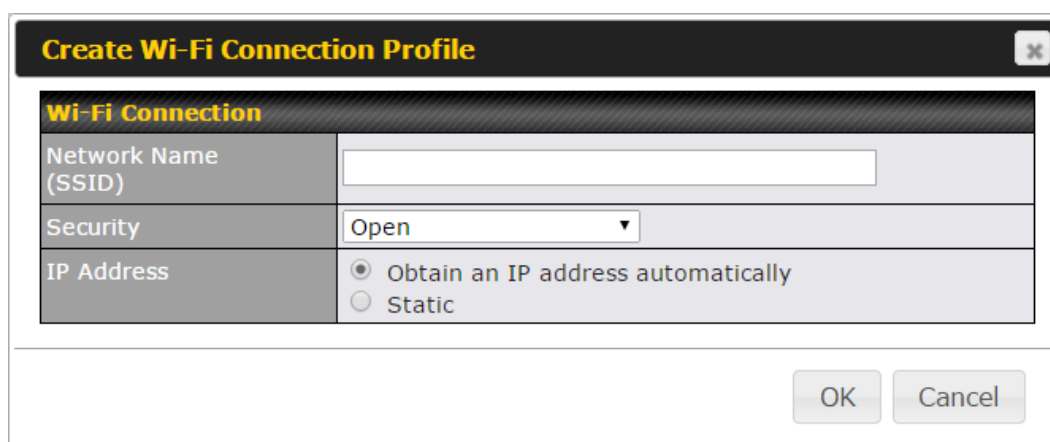 Create Wi-Fi Connection Profile
Wi-Fi Connection
Network Name
(SSID)
Security
Open
IP Address
Obtain an IP address automatically
Static
OK
Cancel